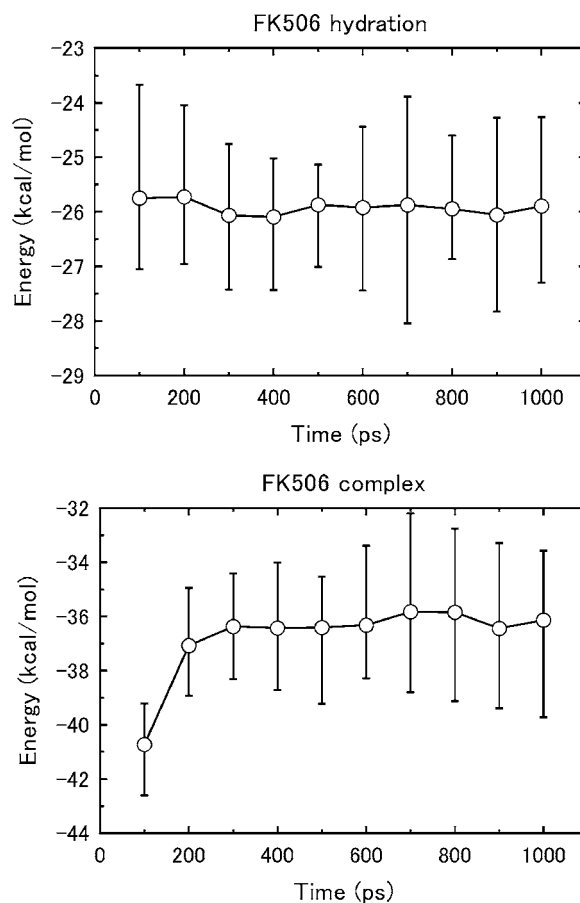 FK506 hydration
-23
-24
-25
-26
-27
-28
-29
Energy (kcal/mol)
0 200 400 600 800 1000
Time (ps)
FK506 complex
-32
-34
-36
-38
-40
-42
-44
Energy (kcal/mol)
0 200 400 600 800 1000
Time (ps)